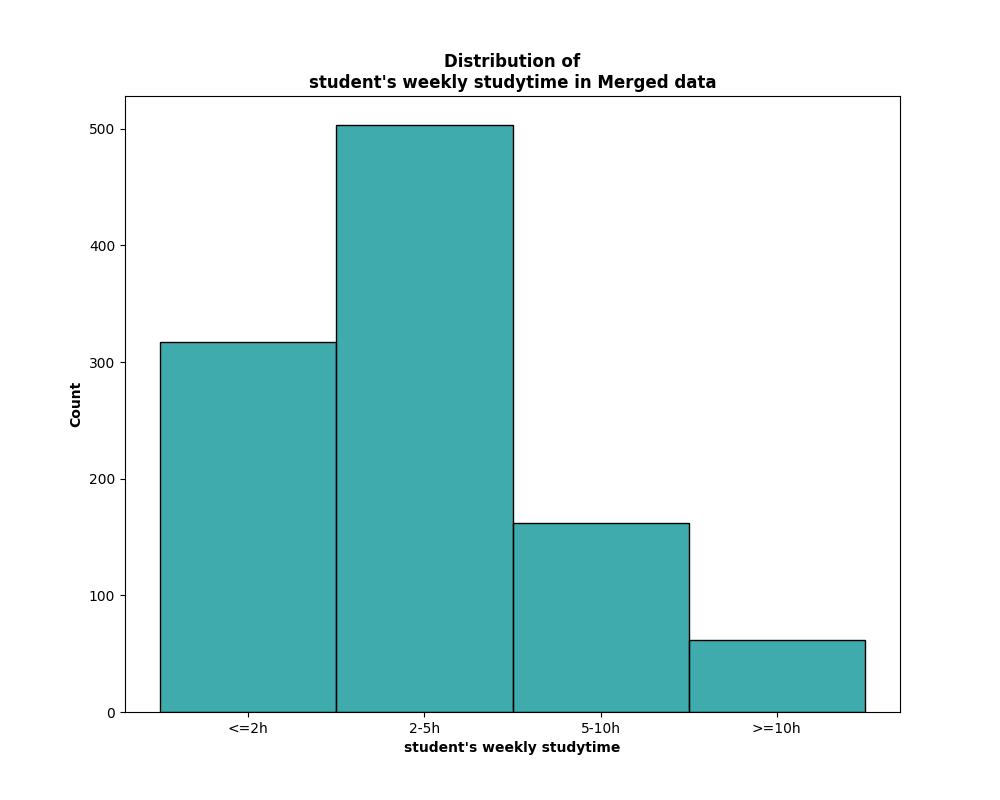 Distribution of
student's weekly studytime in Merged data
500
400
300
200
100
0
Count
<=2h
2-5h
5-10h
>=10h
student's weekly studytime